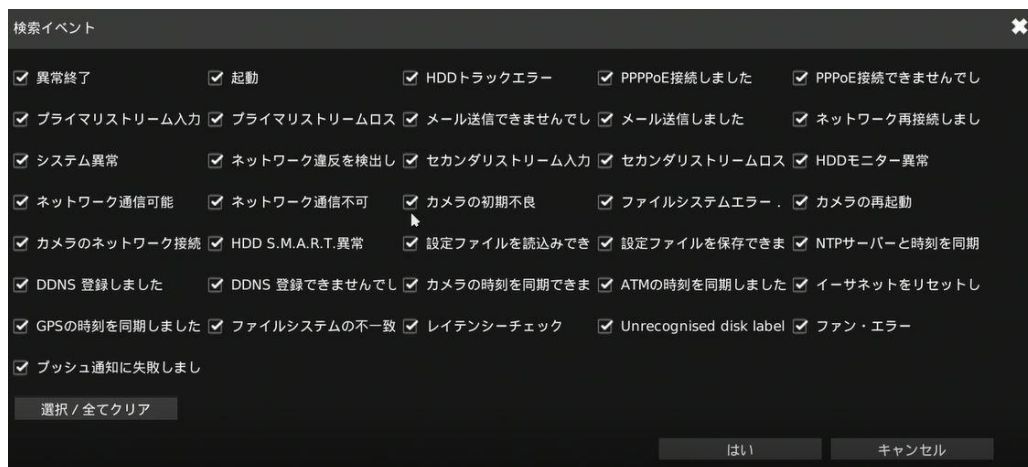 検索イベント
異常終了 起動 HDDトラックエラー PPPPoE接続しました PPPoE接続できませんでし
プライマリストリーム入力 プライマリストリームロス メール送信できませんでし メール送信しました ネットワーク再接続しまし
システム異常 ネットワーク違反を検出し セカンダリストリーム入力 セカンダリストリームロス HDDモニター異常
ネットワーク通信可能 ネットワーク通信不可 カメラの初期不良 ファイルシステムエラー . カメラの再起動
カメラのネットワーク接続 HDD S.M.A.R.T.異常 設定ファイルを読込みでき 設定ファイルを保存できま NTPサーバーと時刻を同期
DDNS 登録しました DDNS 登録できませんでし カメラの時刻を同期できま ATMの時刻を同期しました イーサネットをリセットし
GPSの時刻を同期しました ファイルシステムの不一致 レイテンシーチェック Unrecognised disk label ファン・エラー
プッシュ通知に失敗しまし
選択 / 全てクリア
はい キャンセル